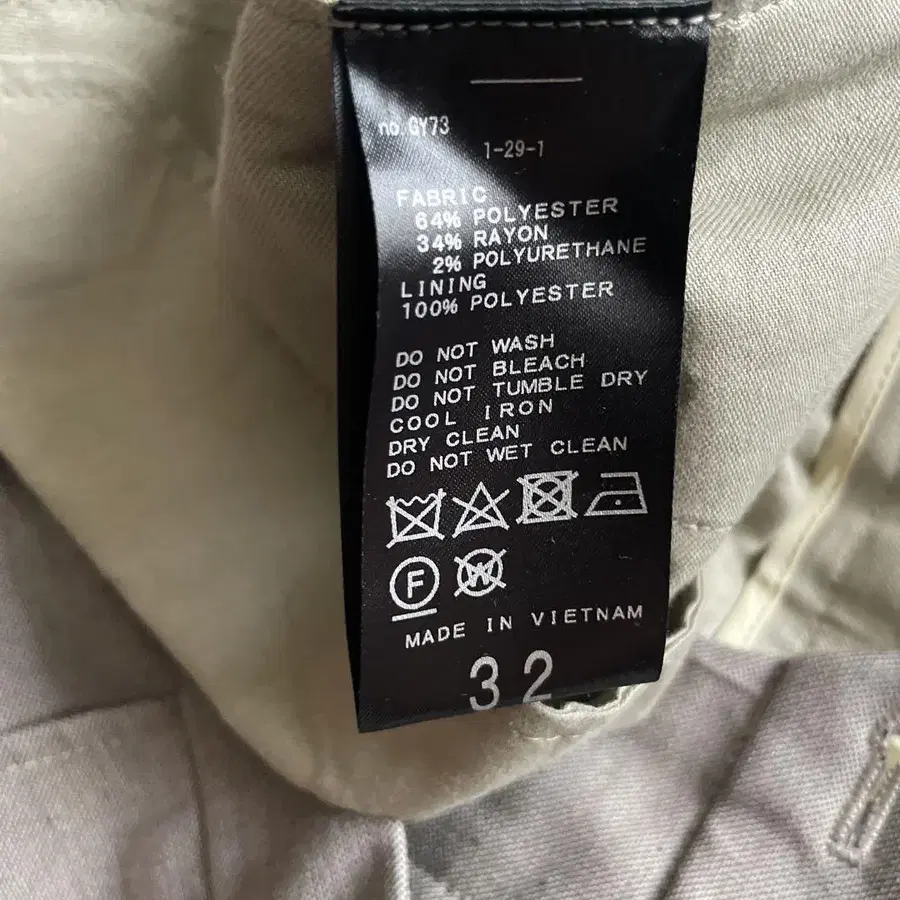 no.GY73
1-29-1
FABRIC
64% POLYESTER
34% RAYON
2% POLYURETHANE
LINING
100% POLYESTER
DO NOT WASH
DO NOT BLEACH
DO NOT TUMBLE DRY
COOL IRON
DRY CLEAN
DO NOT WET CLEAN
F W
MADE IN VIETNAM
32